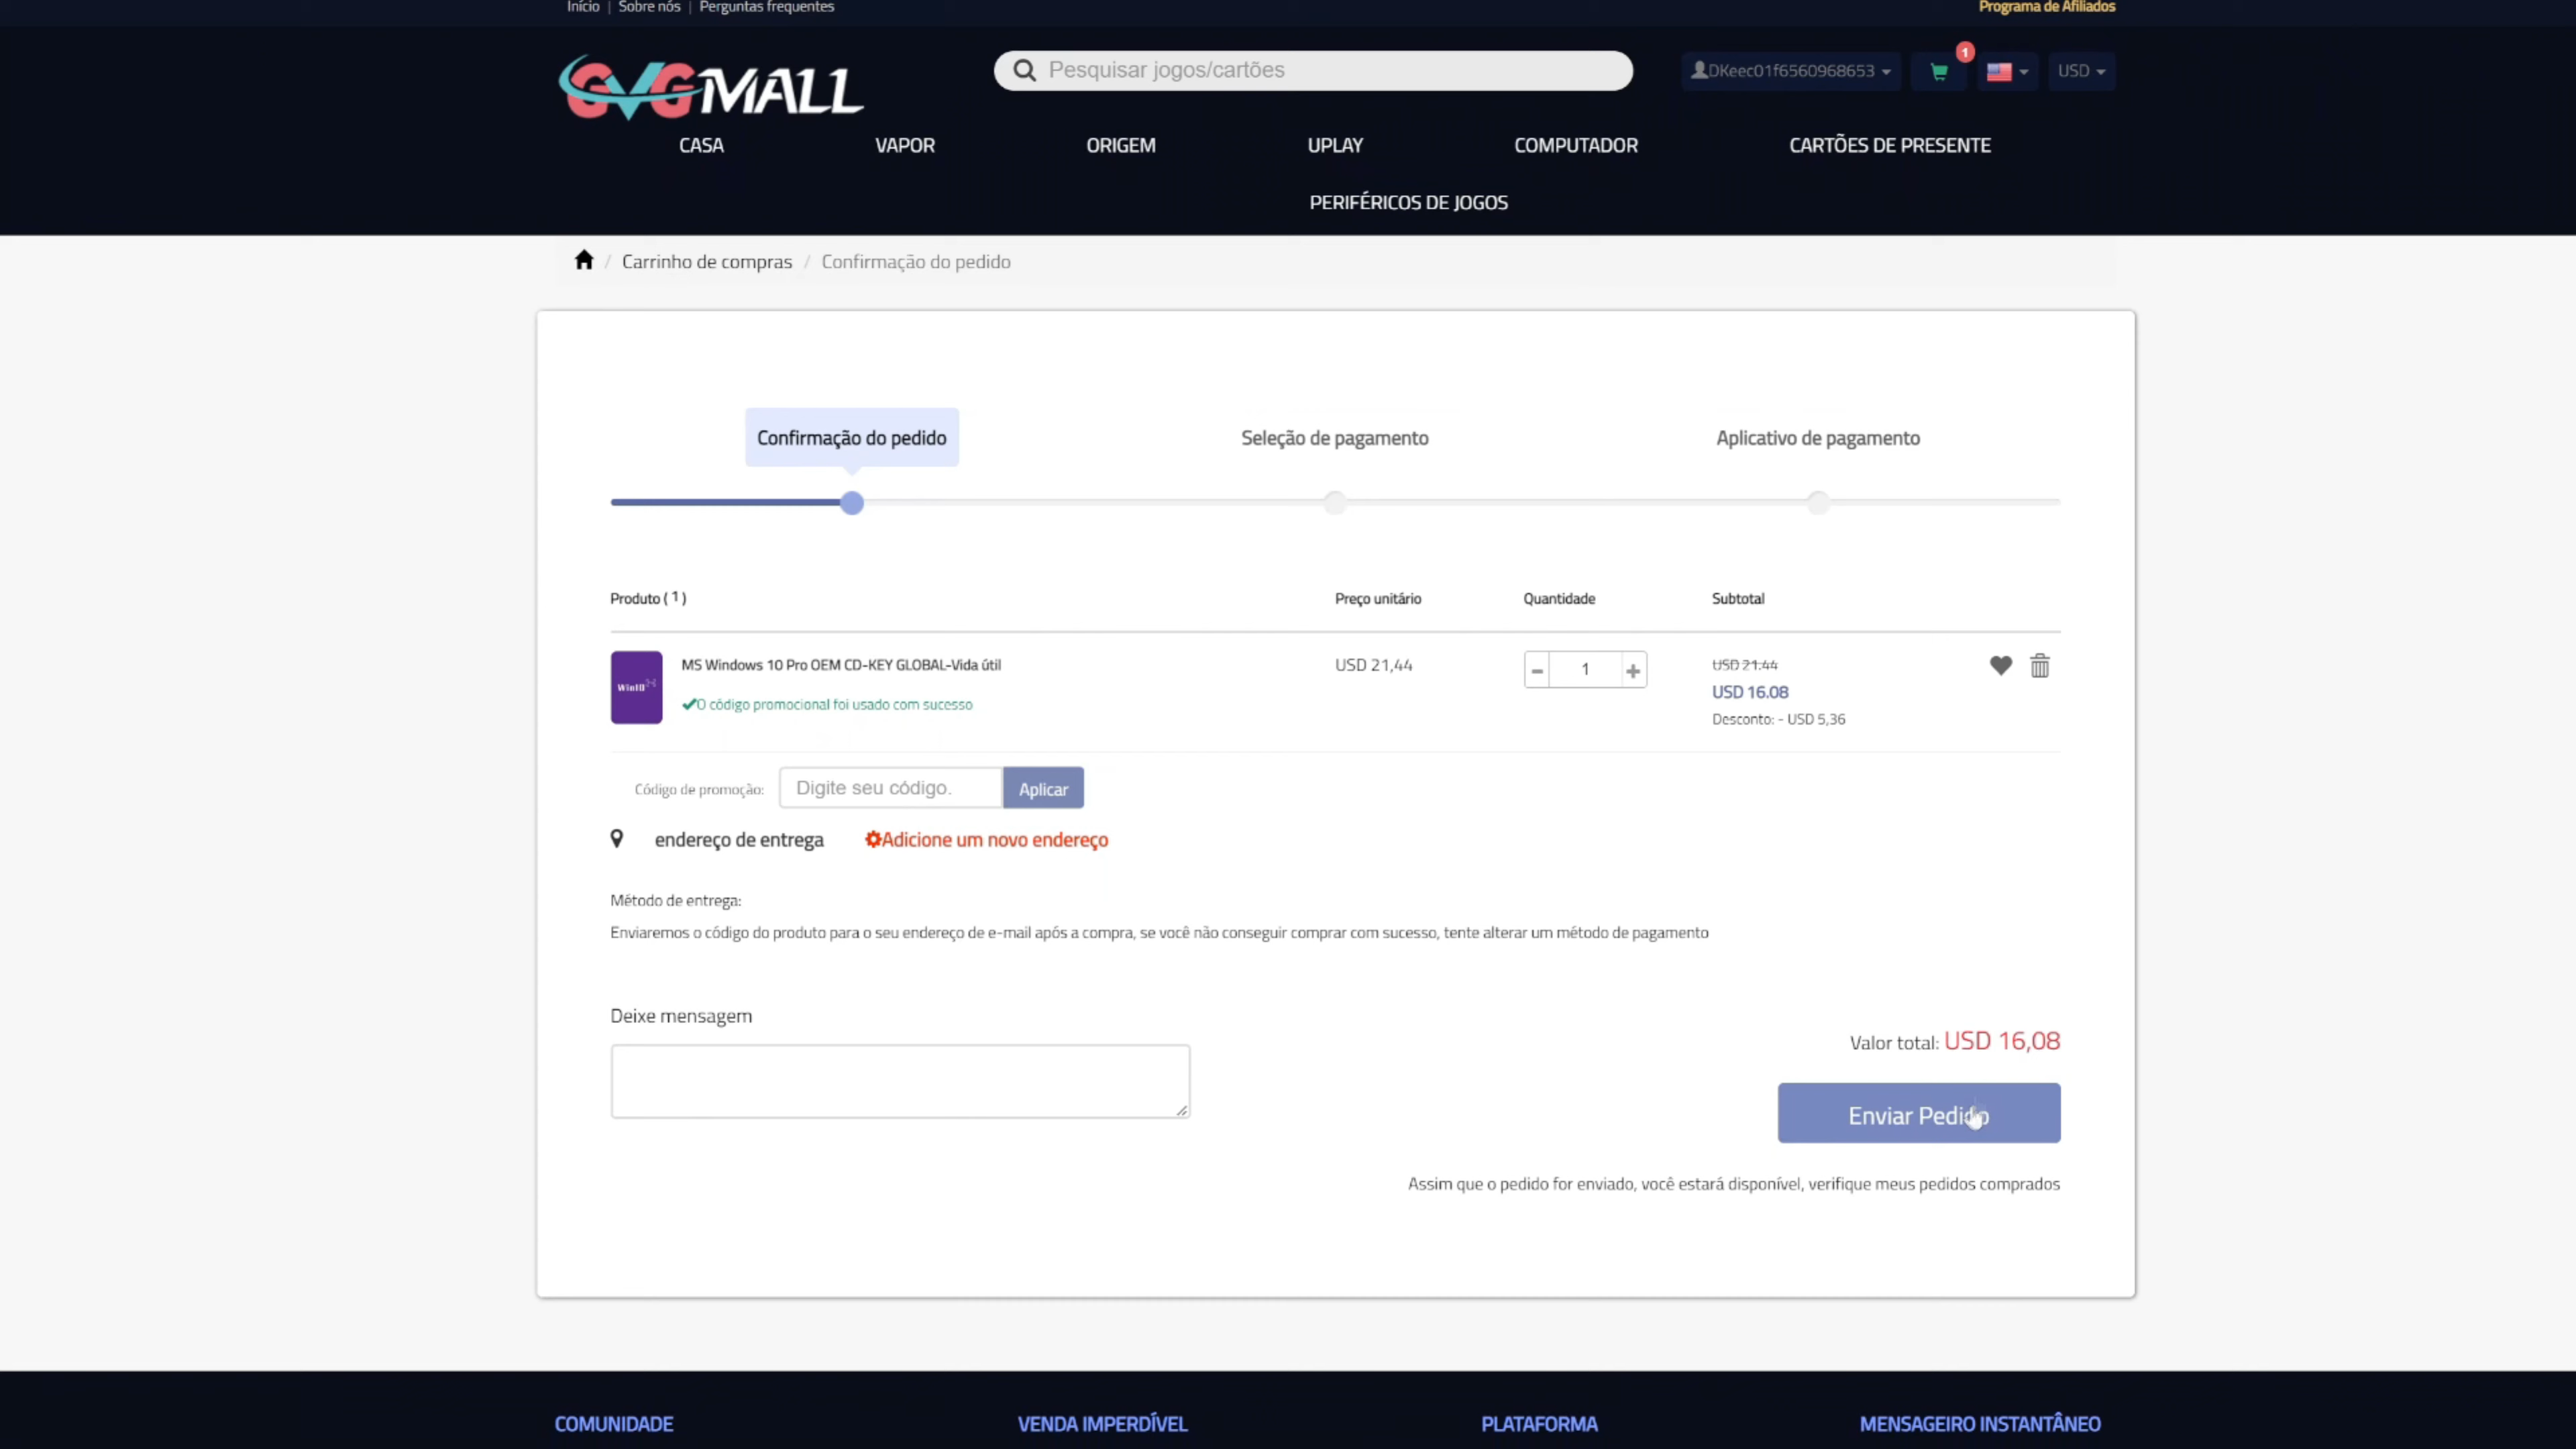 Início | Sobre nós | Perguntas frequentes
Programa de Afiliados
GVGMALL
Pesquisar jogos/cartões
DKeec01f6560968653
1
USD
CASA
VAPOR
ORIGEM
UPLAY
COMPUTADOR
CARTÕES DE PRESENTE
PERIFÉRICOS DE JOGOS
/ Carrinho de compras / Confirmação do pedido
Confirmação do pedido
Seleção de pagamento
Aplicativo de pagamento
Produto ( 1 )
Preço unitário
Quantidade
Subtotal
Win10
MS Windows 10 Pro OEM CD-KEY GLOBAL-Vida útil
USD 21,44
1
USD 21.44
USD 16.08
O código promocional foi usado com sucesso
Desconto: - USD 5,36
Código de promoção:
Digite seu código.
Aplicar
endereço de entrega
Adicione um novo endereço
Método de entrega:
Enviaremos o código do produto para o seu endereço de e-mail após a compra, se você não conseguir comprar com sucesso, tente alterar um método de pagamento
Deixe mensagem
Valor total: USD 16,08
Enviar Pedido
Assim que o pedido for enviado, você estará disponível, verifique meus pedidos comprados
COMUNIDADE
VENDA IMPERDÍVEL
PLATAFORMA
MENSAGEIRO INSTANTÂNEO